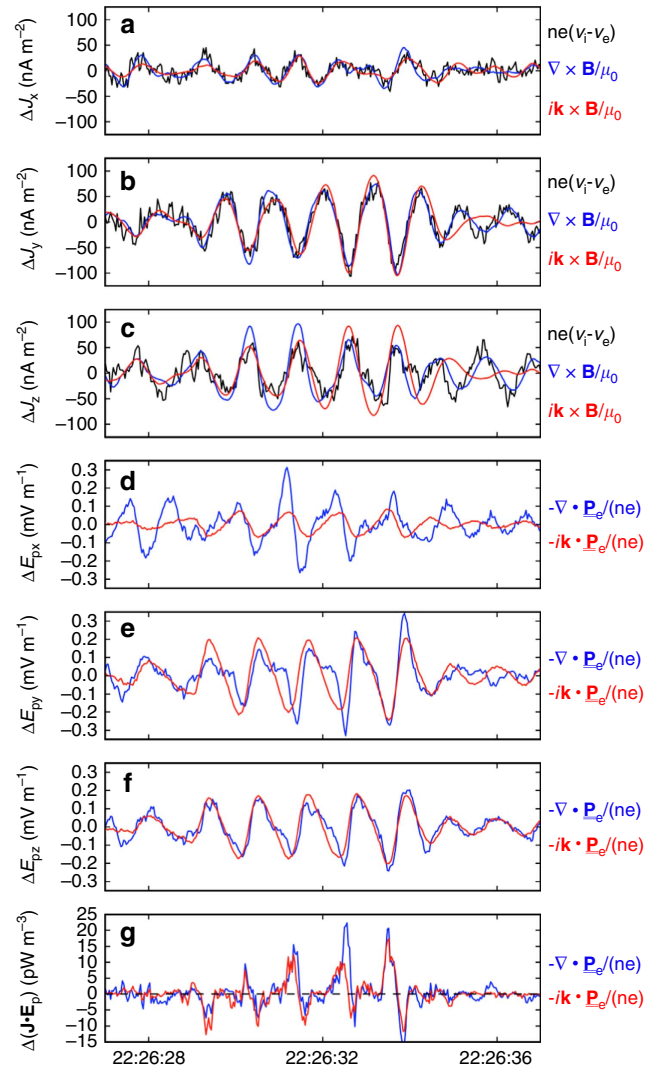 a
100
50
0
−50
−100
ΔJx (nA m−2)
ne(vi-ve)
∇ × B/μ0
ik × B/μ0
b
100
50
0
−50
−100
ΔJy (nA m−2)
ne(vi-ve)
∇ × B/μ0
ik × B/μ0
c
100
50
0
−50
−100
ΔJz (nA m−2)
ne(vi-ve)
∇ × B/μ0
ik × B/μ0
d
0.3
0.2
0.1
0.0
−0.1
−0.2
−0.3
ΔEpx (mV m−1)
-∇ • Pe/(ne)
-ik • Pe/(ne)
e
0.3
0.2
0.1
0.0
−0.1
−0.2
−0.3
ΔEpy (mV m−1)
-∇ • Pe/(ne)
-ik • Pe/(ne)
f
0.3
0.2
0.1
0.0
−0.1
−0.2
−0.3
ΔEpz (mV m−1)
-∇ • Pe/(ne)
-ik • Pe/(ne)
g
25
20
15
10
5
0
−5
−10
−15
Δ(J•Ep) (pW m−3)
-∇ • Pe/(ne)
-ik • Pe/(ne)
22:26:28 22:26:32 22:26:36